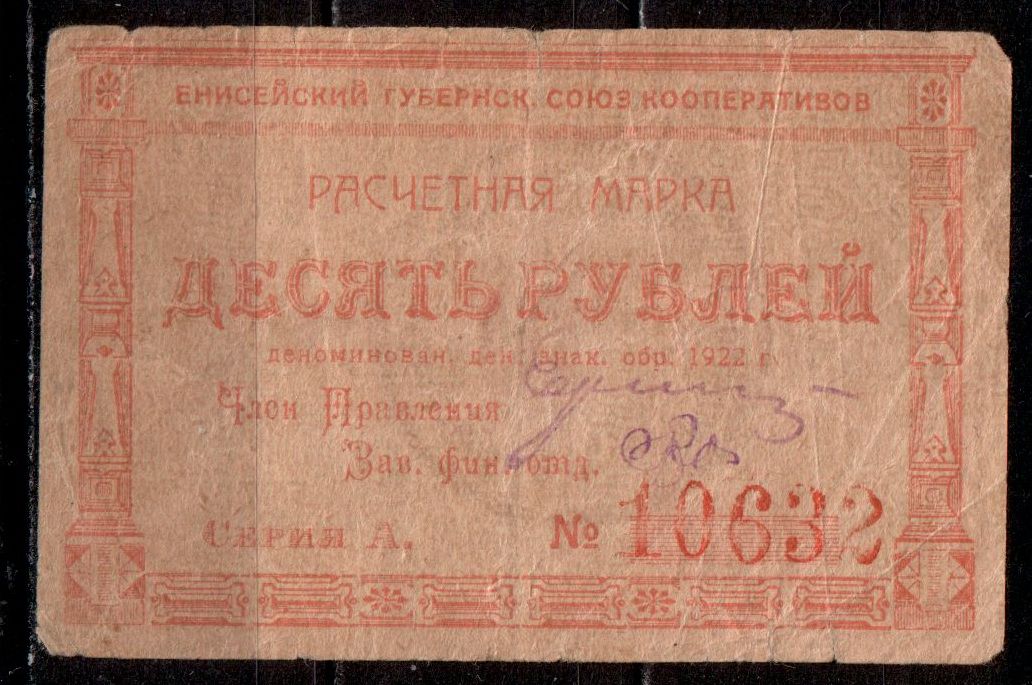 ЕНИСЕЙСКИЙ ГУБЕРНСК. СОЮЗ КООПЕРАТИВОВ
РАСЧЕТНАЯ МАРКА
ДЕСЯТЬ РУБЛЕЙ
деноминован. ден. знак. обр. 1922 г.
Член Правления
Зав. фин. отд.
СЕРИЯ А. № 10632